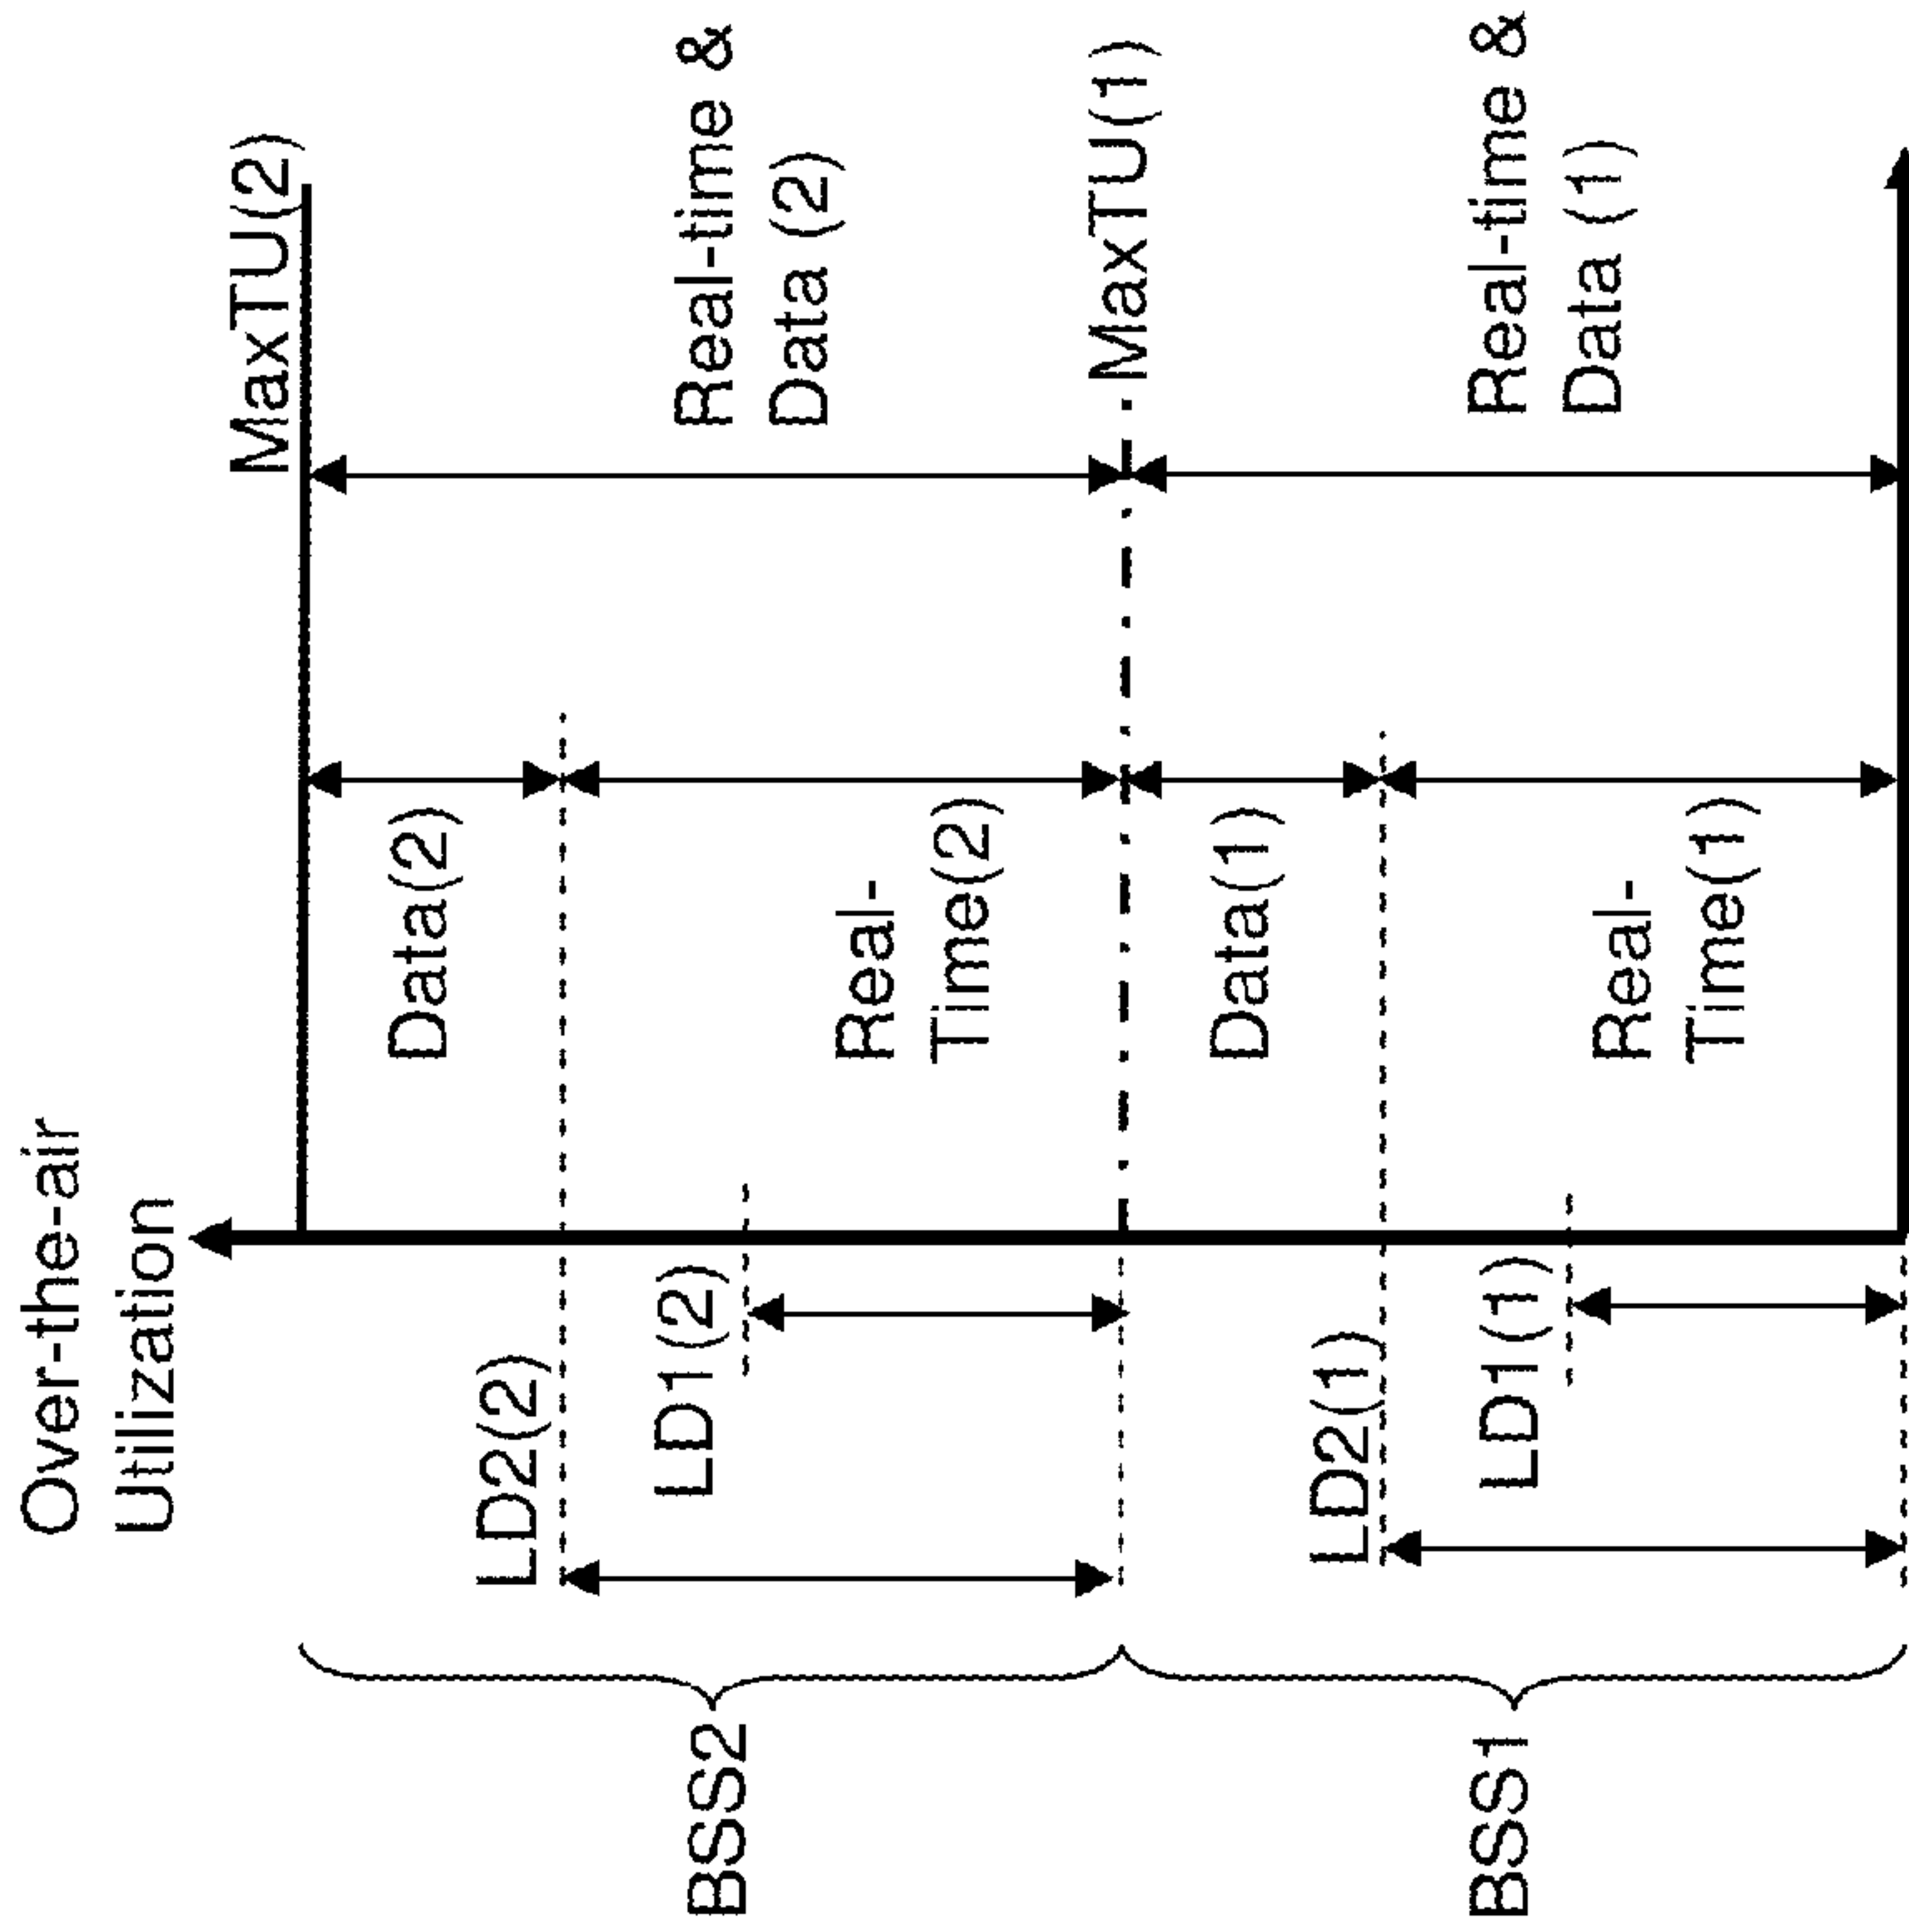 Over-the-air
Utilization
MaxTU(2)
Data(2)
LD2(2)
Real-time &
Data (2)
LD1(2)
BSS2
Real-
Time(2)
MaxTU(1)
Data(1)
LD2(1)
Real-time &
Data (1)
LD1(1)
BSS1
Real-
Time(1)